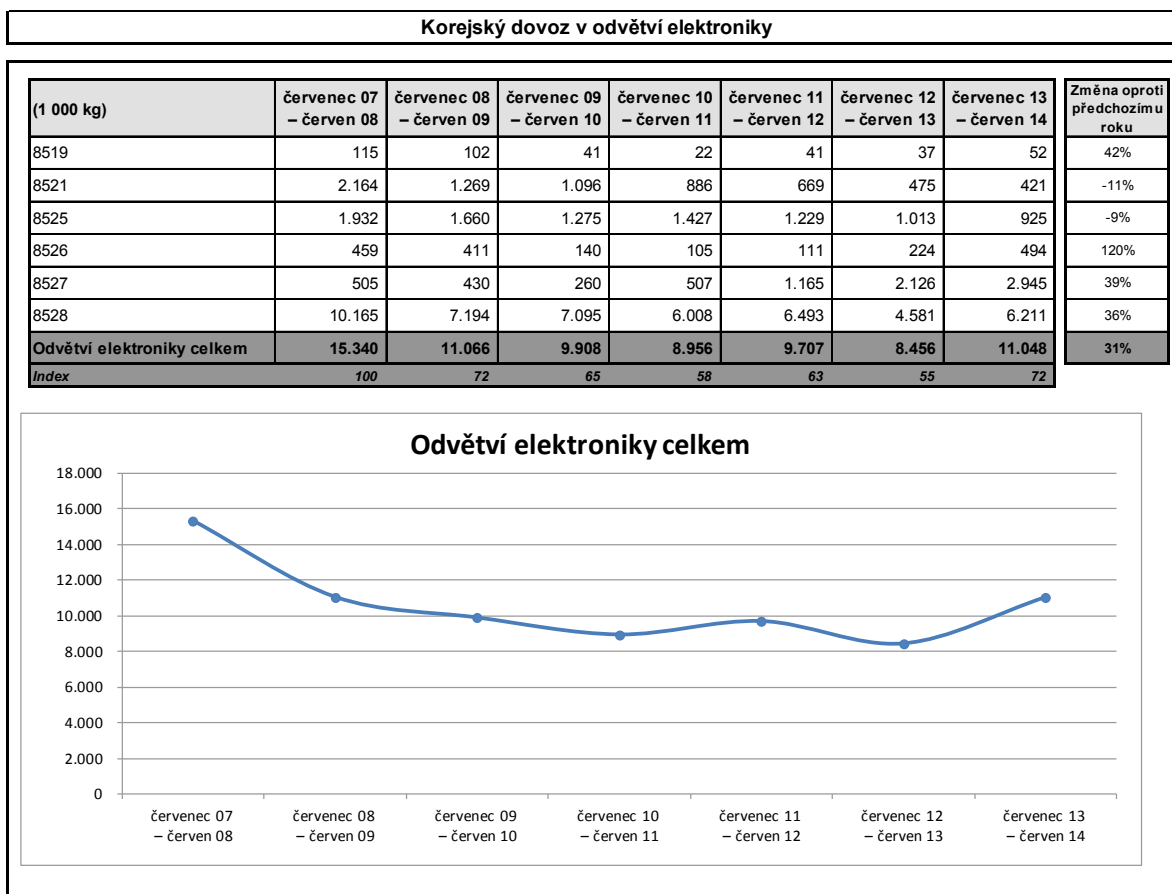 Korejský dovoz v odvětví elektroniky
(1 000 kg) červenec 07 – červen 08 červenec 08 – červen 09 červenec 09 – červen 10 červenec 10 – červen 11 červenec 11 – červen 12 červenec 12 – červen 13 červenec 13 – červen 14 Změna oproti předchozímu roku
8519 115 102 41 22 41 37 52 42%
8521 2.164 1.269 1.096 886 669 475 421 -11%
8525 1.932 1.660 1.275 1.427 1.229 1.013 925 -9%
8526 459 411 140 105 111 224 494 120%
8527 505 430 260 507 1.165 2.126 2.945 39%
8528 10.165 7.194 7.095 6.008 6.493 4.581 6.211 36%
Odvětví elektroniky celkem 15.340 11.066 9.908 8.956 9.707 8.456 11.048 31%
Index 100 72 65 58 63 55 72
Odvětví elektroniky celkem
18.000
16.000
14.000
12.000
10.000
8.000
6.000
4.000
2.000
0
červenec 07 červenec 08 červenec 09 červenec 10 červenec 11 červenec 12 červenec 13
– červen 08 – červen 09 – červen 10 – červen 11 – červen 12 – červen 13 – červen 14